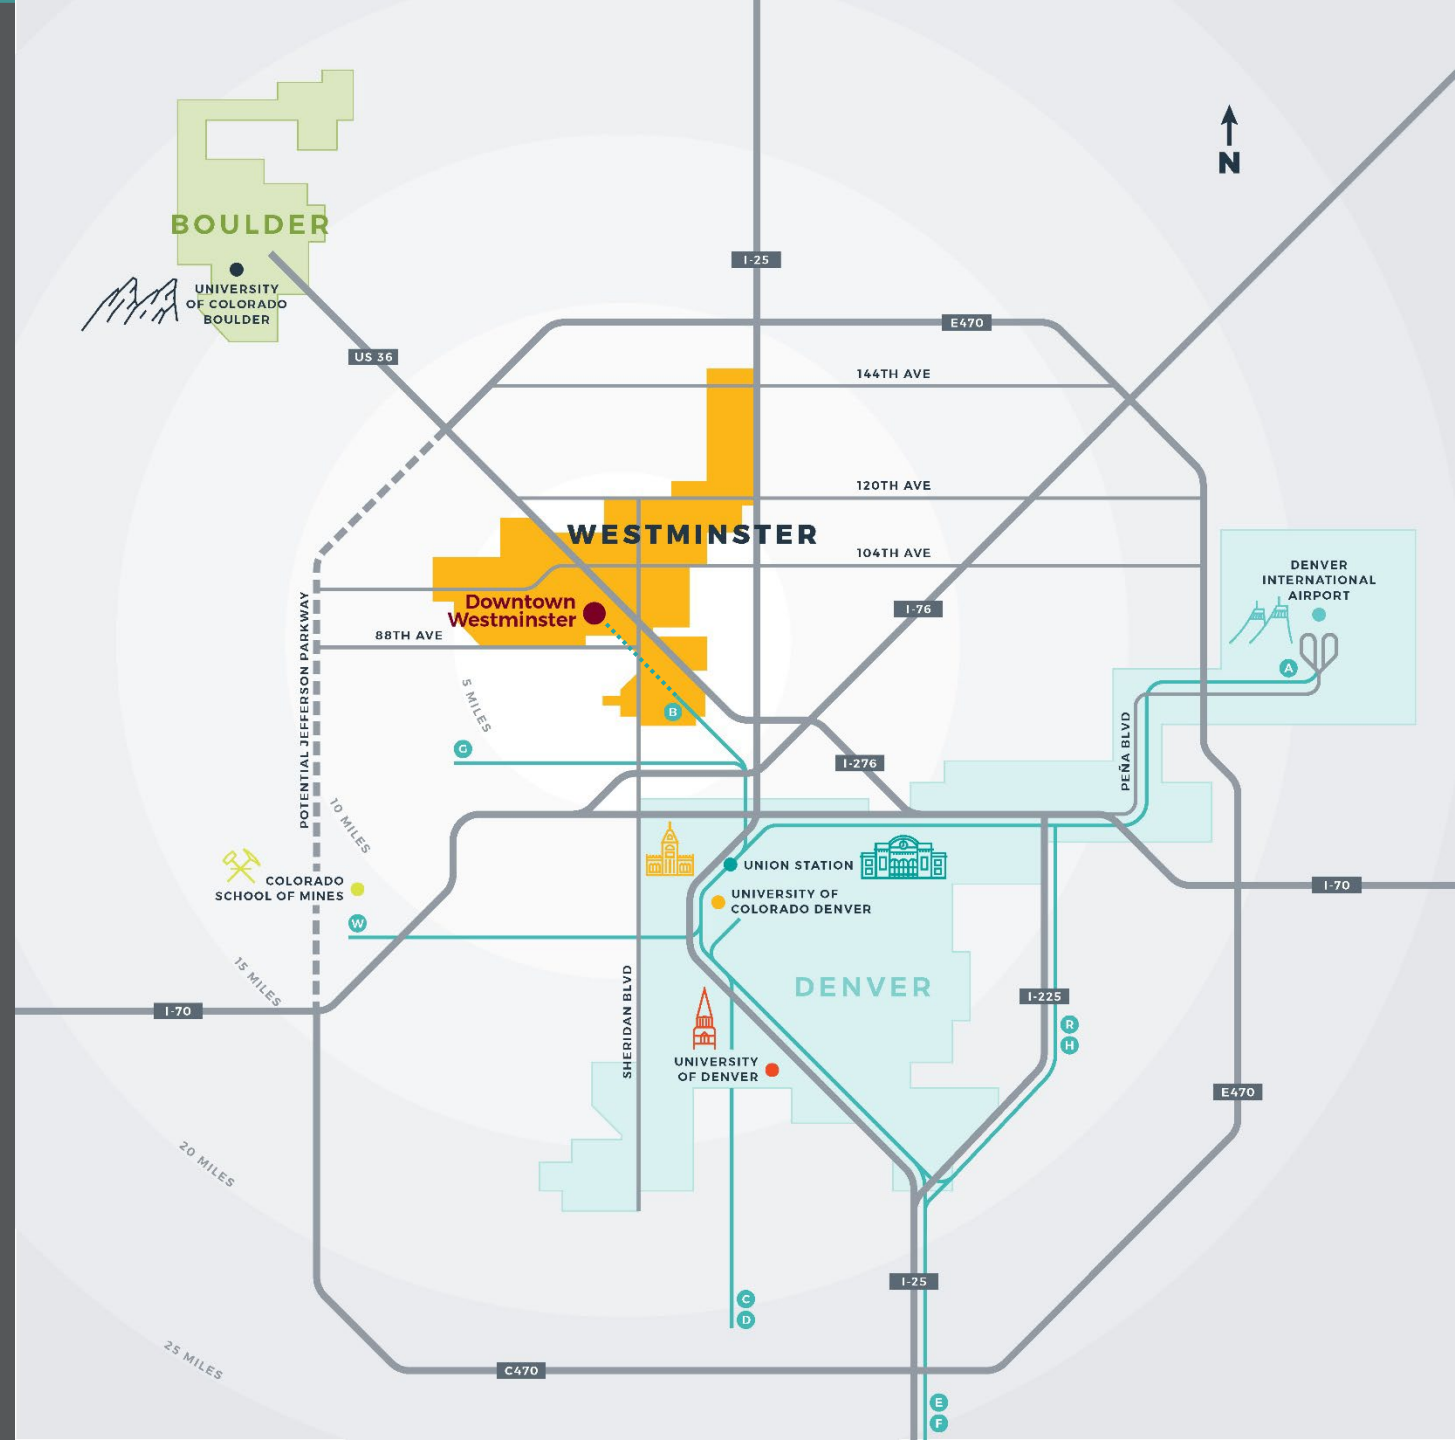 N
BOULDER
UNIVERSITY
OF COLORADO
BOULDER
I-25
E470
US 36
144TH AVE
120TH AVE
WESTMINSTER
104TH AVE
DENVER
INTERNATIONAL
AIRPORT
Downtown
Westminster
I-76
88TH AVE
POTENTIAL JEFFERSON PARKWAY
A
5 MILES
B
PEÑA BLVD
G
I-276
10 MILES
UNION STATION
COLORADO
SCHOOL OF MINES
I-70
UNIVERSITY OF
COLORADO DENVER
W
15 MILES
DENVER
I-225
I-70
SHERIDAN BLVD
R
H
UNIVERSITY
OF DENVER
E470
20 MILES
I-25
C
D
25 MILES
C470
E
F